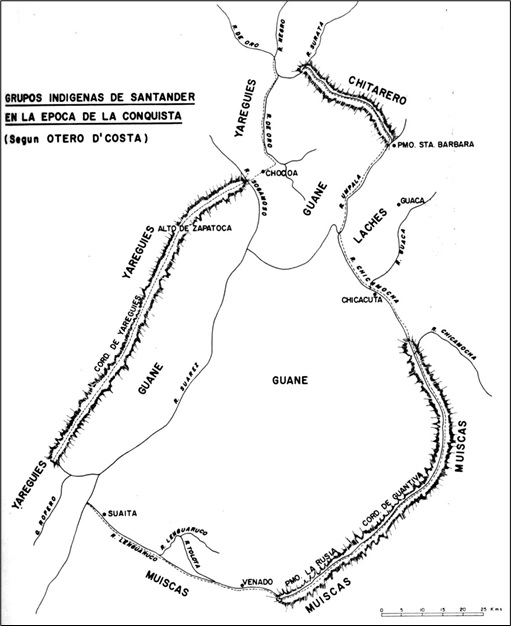 GRUPOS INDIGENAS DE SANTANDER
EN LA EPOCA DE LA CONQUISTA
(Segun OTERO D'COSTA)
R. DE ORO
R. NEGRO
R. SURATA
CHITARERO
YAREGUIES
R. DE ORO
PMO. STA. BARBARA
CHOCOA
R. SOGAMOSO
GUANE
R. UMPALA
GUACA
LACHES
R. GUACA
ALTO DE ZAPATOCA
YAREGUIES
R. CHICAMOCHA
CHICACUTA
CORD. DE YAREGUIES
R. CHICAMOCHA
GUANE
R. SUAREZ
GUANE
MUISCAS
YAREGUIES
CORD. DE GUANTIVA
Q. ROPERO
SUAITA
R. LENGUARUCO
R. LENGUARUCO
R. TOLOTA
MUISCAS
VENADO
PMO. LA RUSIA
MUISCAS
0 5 10 15 20 25 Kms